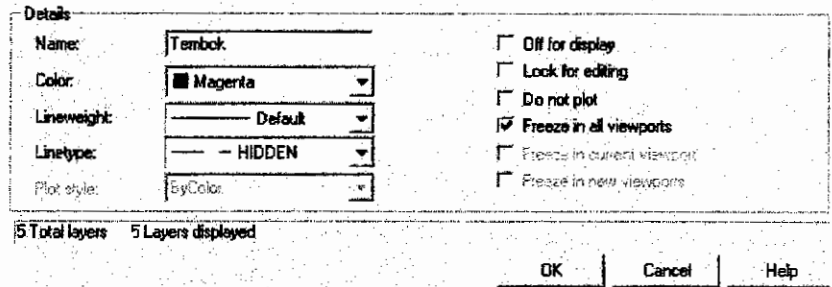 Details
Name: Tembok
Off for display
Color: Magenta
Lock for editing
Do not plot
Lineweight: Default
Freeze in all viewports
Linetype: HIDDEN
Freeze in current viewport
Plot style: ByColor
Freeze in new viewports
5 Total layers 5 Layers displayed
OK Cancel Help